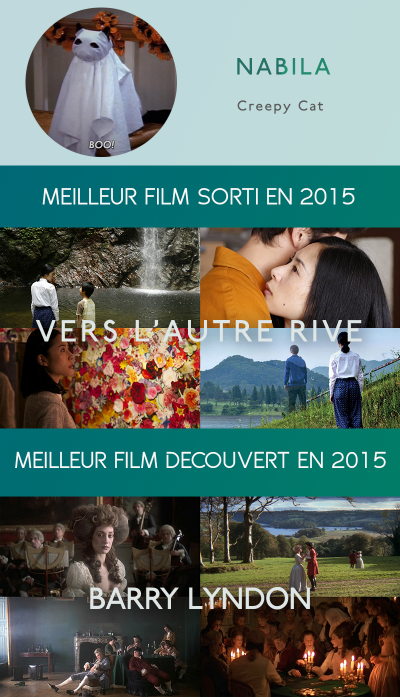 BOO!
NABILA
Creepy Cat
MEILLEUR FILM SORTI EN 2015
VERS L'AUTRE RIVE
MEILLEUR FILM DECOUVERT EN 2015
BARRY LYNDON